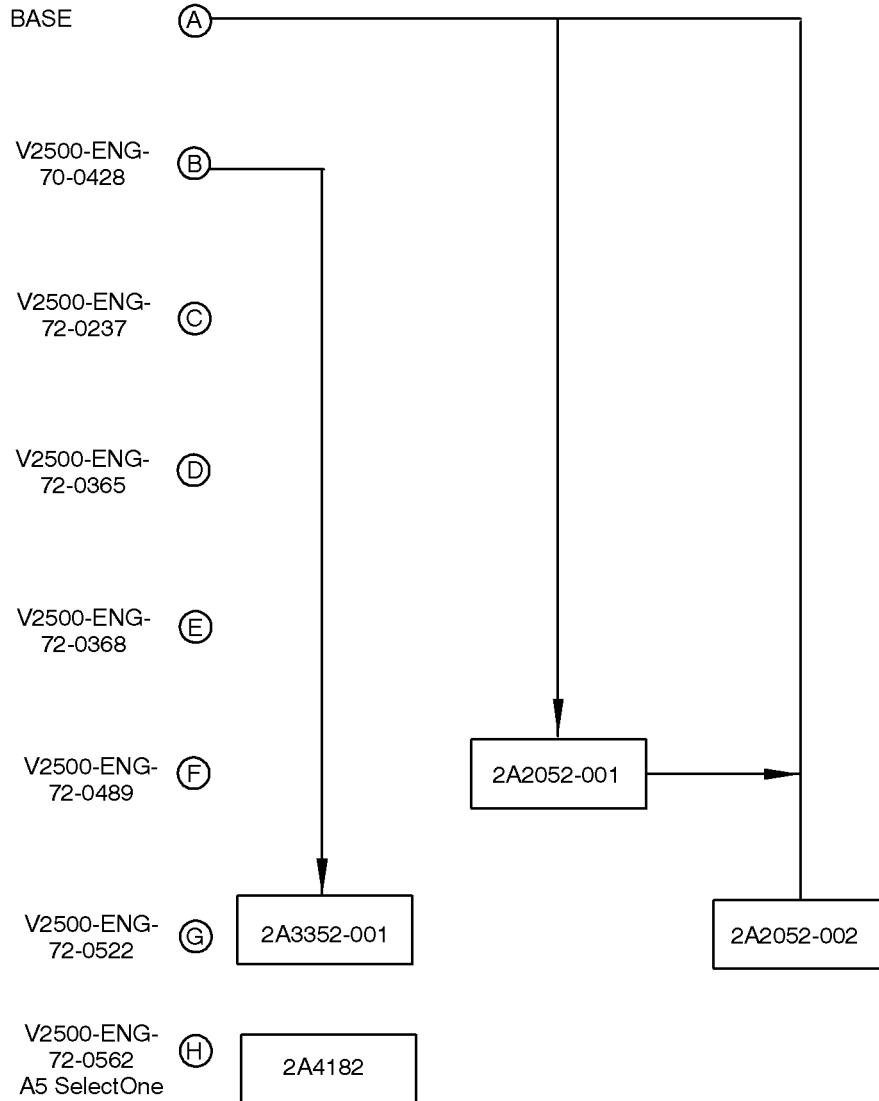 BASE A
V2500-ENG-
70-0428
B
V2500-ENG-
72-0237
C
V2500-ENG-
72-0365
D
V2500-ENG-
72-0368
E
V2500-ENG-
72-0489
F
2A2052-001
V2500-ENG-
72-0522
G
2A3352-001
2A2052-002
V2500-ENG-
72-0562
A5 SelectOne
H
2A4182